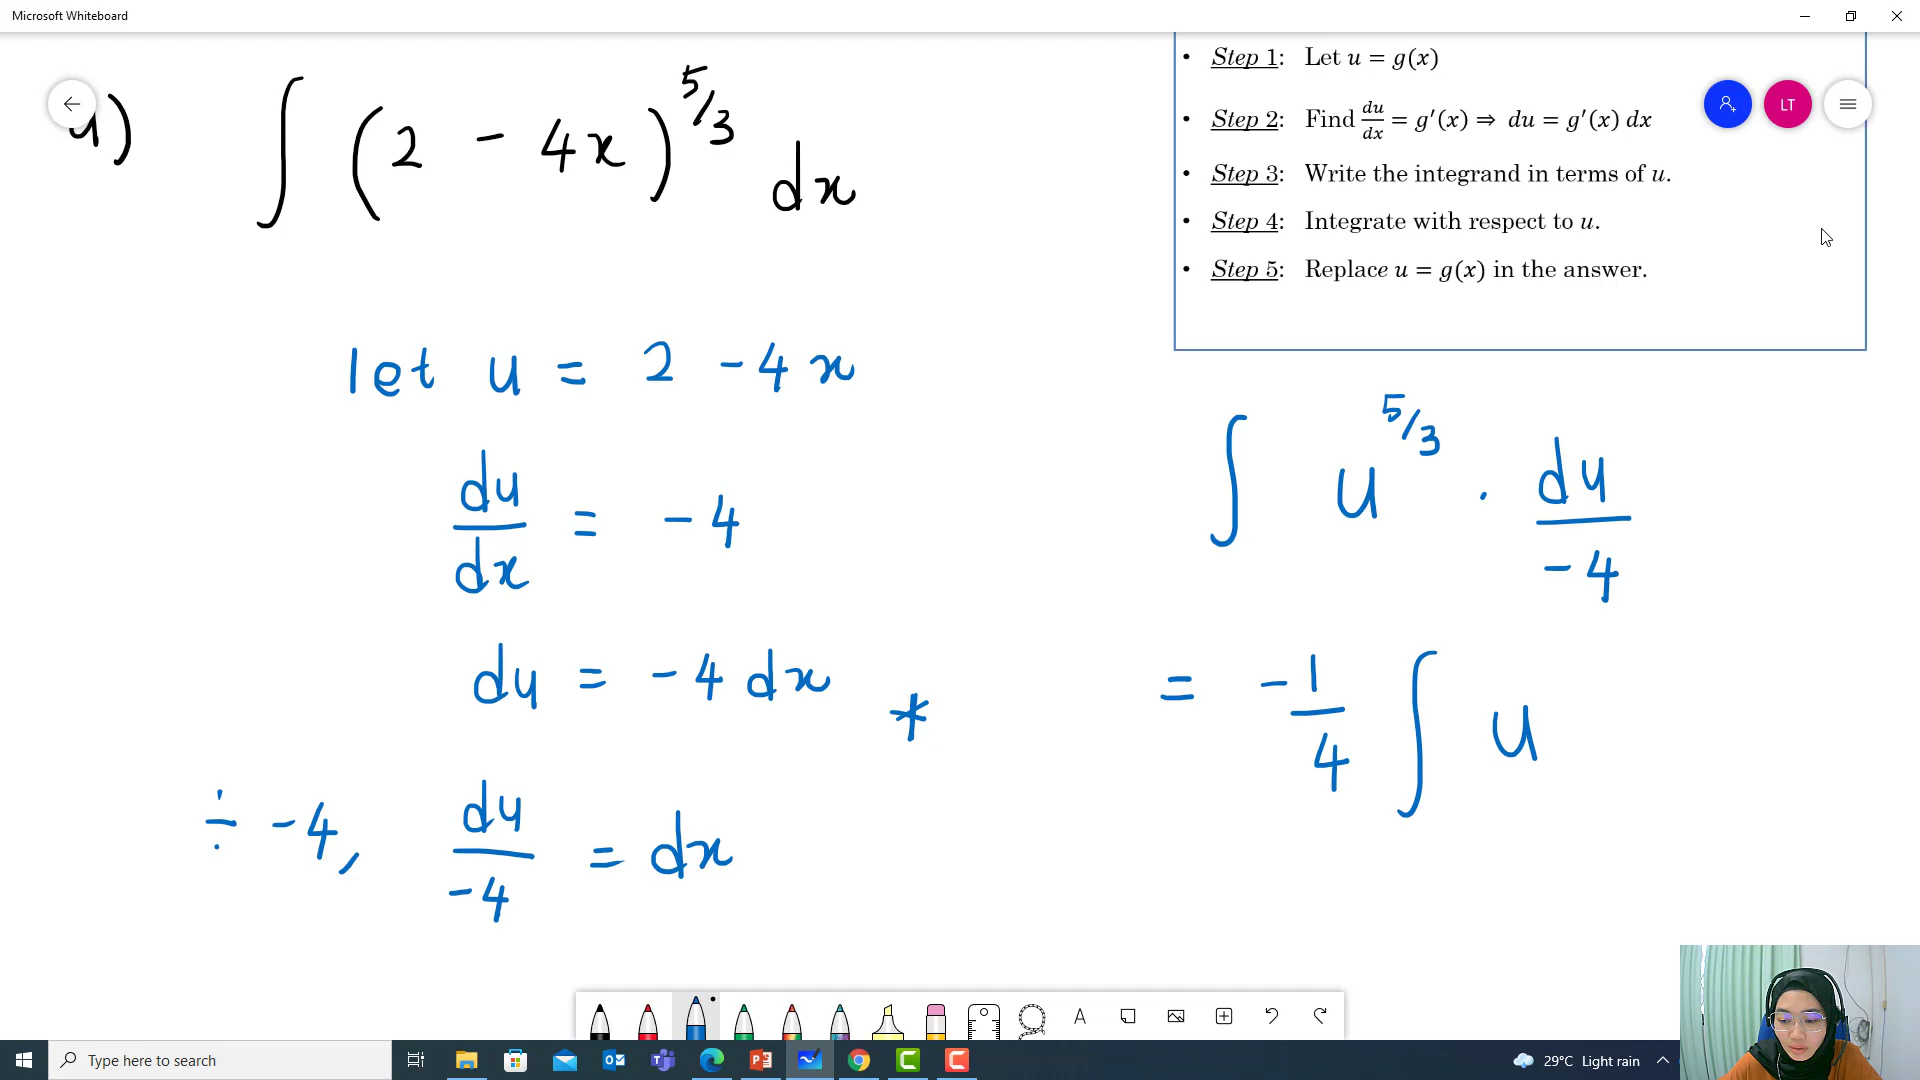 Microsoft Whiteboard
∫ (2 - 4x)^5/3 dx
• Step 1: Let u = g(x)
• Step 2: Find du/dx = g′(x) ⇒ du = g′(x) dx
• Step 3: Write the integrand in terms of u.
• Step 4: Integrate with respect to u.
• Step 5: Replace u = g(x) in the answer.
LT
let u = 2 - 4x
du/dx = -4
du = -4 dx *
÷ -4, du/-4 = dx
∫ u^5/3 · du/-4
= -1/4 ∫ u
A
Type here to search
29°C Light rain